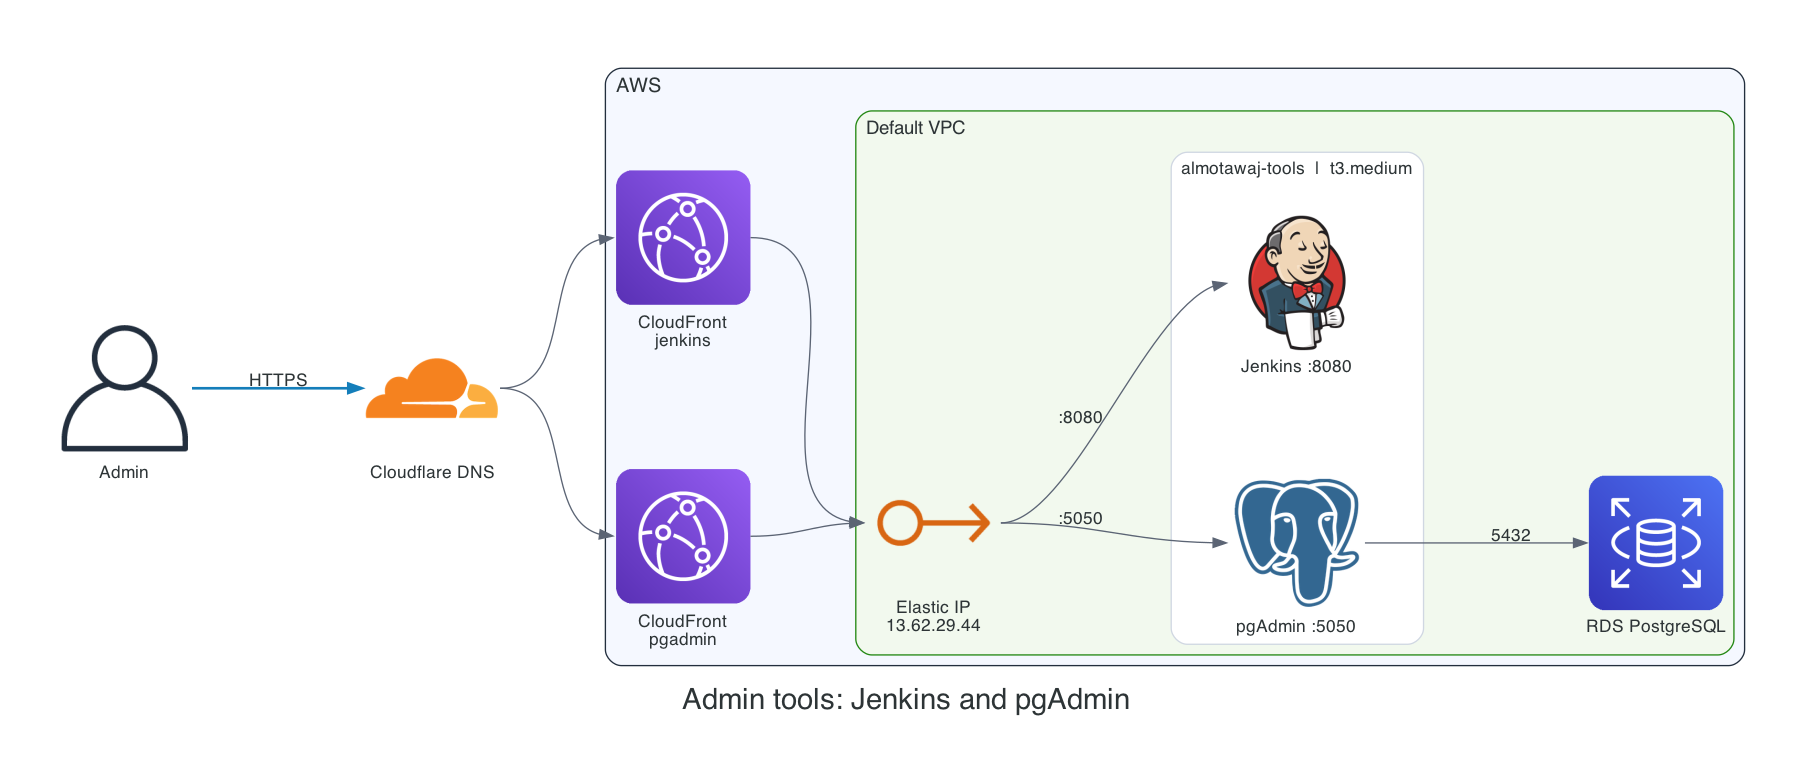 AWS
Default VPC
almotawaj-tools | t3.medium
CloudFront
jenkins
Jenkins :8080
HTTPS
:8080
Admin
Cloudflare DNS
:5050
5432
Elastic IP
13.62.29.44
CloudFront
pgadmin
pgAdmin :5050
RDS PostgreSQL
Admin tools: Jenkins and pgAdmin